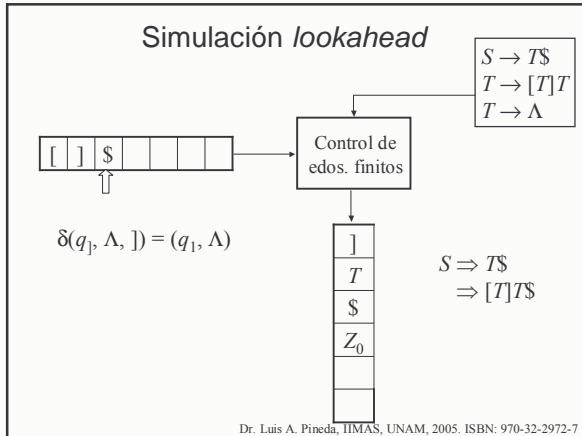 Simulación lookahead
S → T$
T → [T]T
T → Λ
[ ] $
Control de
edos. finitos
δ(q], Λ, ]) = (q1, Λ)
]
T
$
Z0
S ⇒ T$
⇒ [T]T$
Dr. Luis A. Pineda, IIMAS, UNAM, 2005. ISBN: 970-32-2972-7